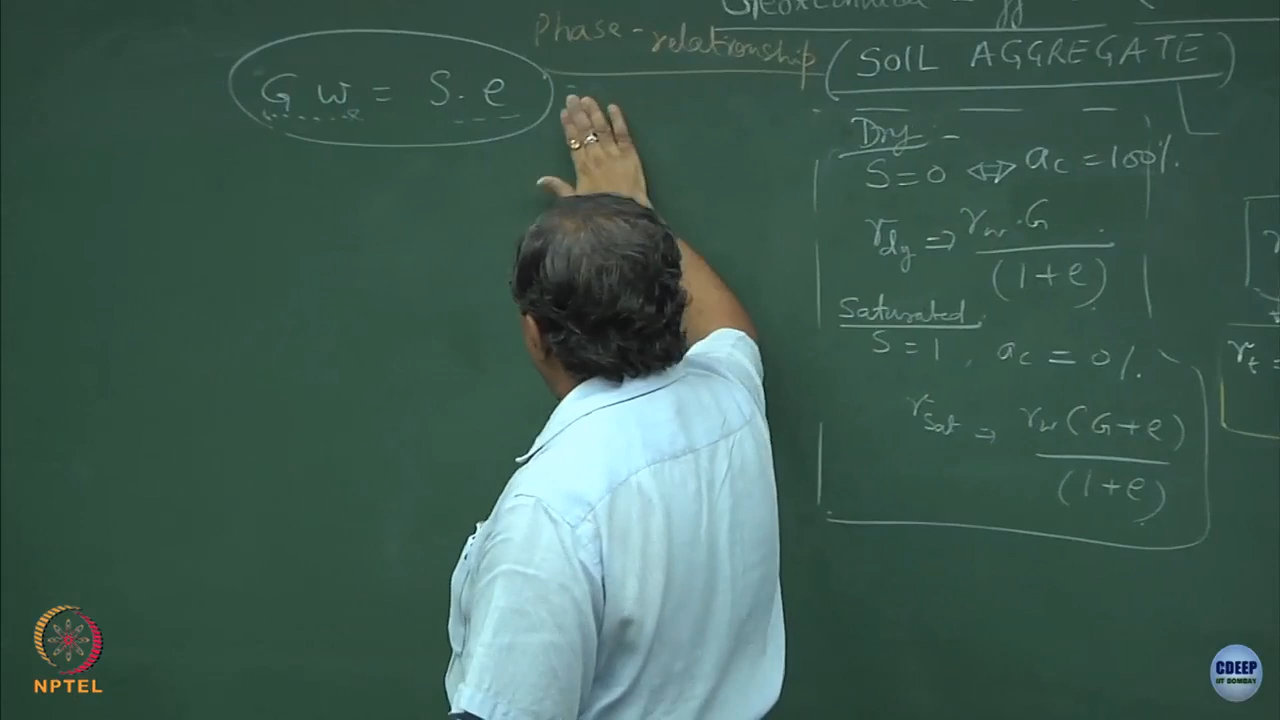 Phase-relationship
(SOIL AGGREGATE)
G w = S. e
Dry :-
S=0 ⇔ ac = 100%.
γdry ⇒ γw.G / (1+e)
Saturated
S = 1, ac = 0%.
γsat ⇒ γw(G+e) / (1+e)
γt =
NPTEL
CDEEP
IIT BOMBAY